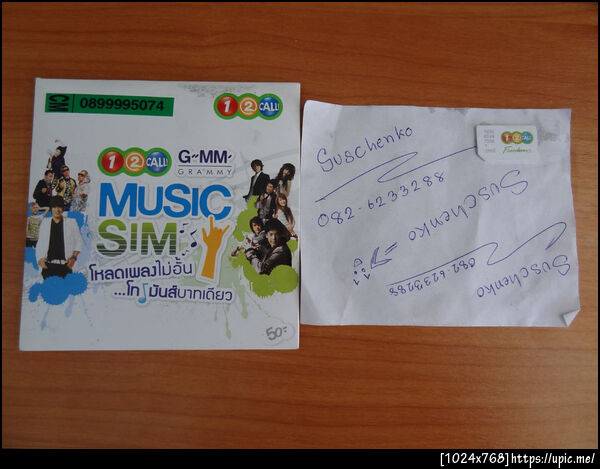 CM 0899995074
1 2 CALL!
1 2 CALL! G-MM-
GRAMMY
MUSIC
SIM
โหลดเพลงไม่อั้น
...โทรมันส์บาทเดียว
50=
Guschenko
082-6233288
Guschenko
Guschenko
082-6233288
1 2 CALL!
Freedom
[1024x768]https://upic.me/